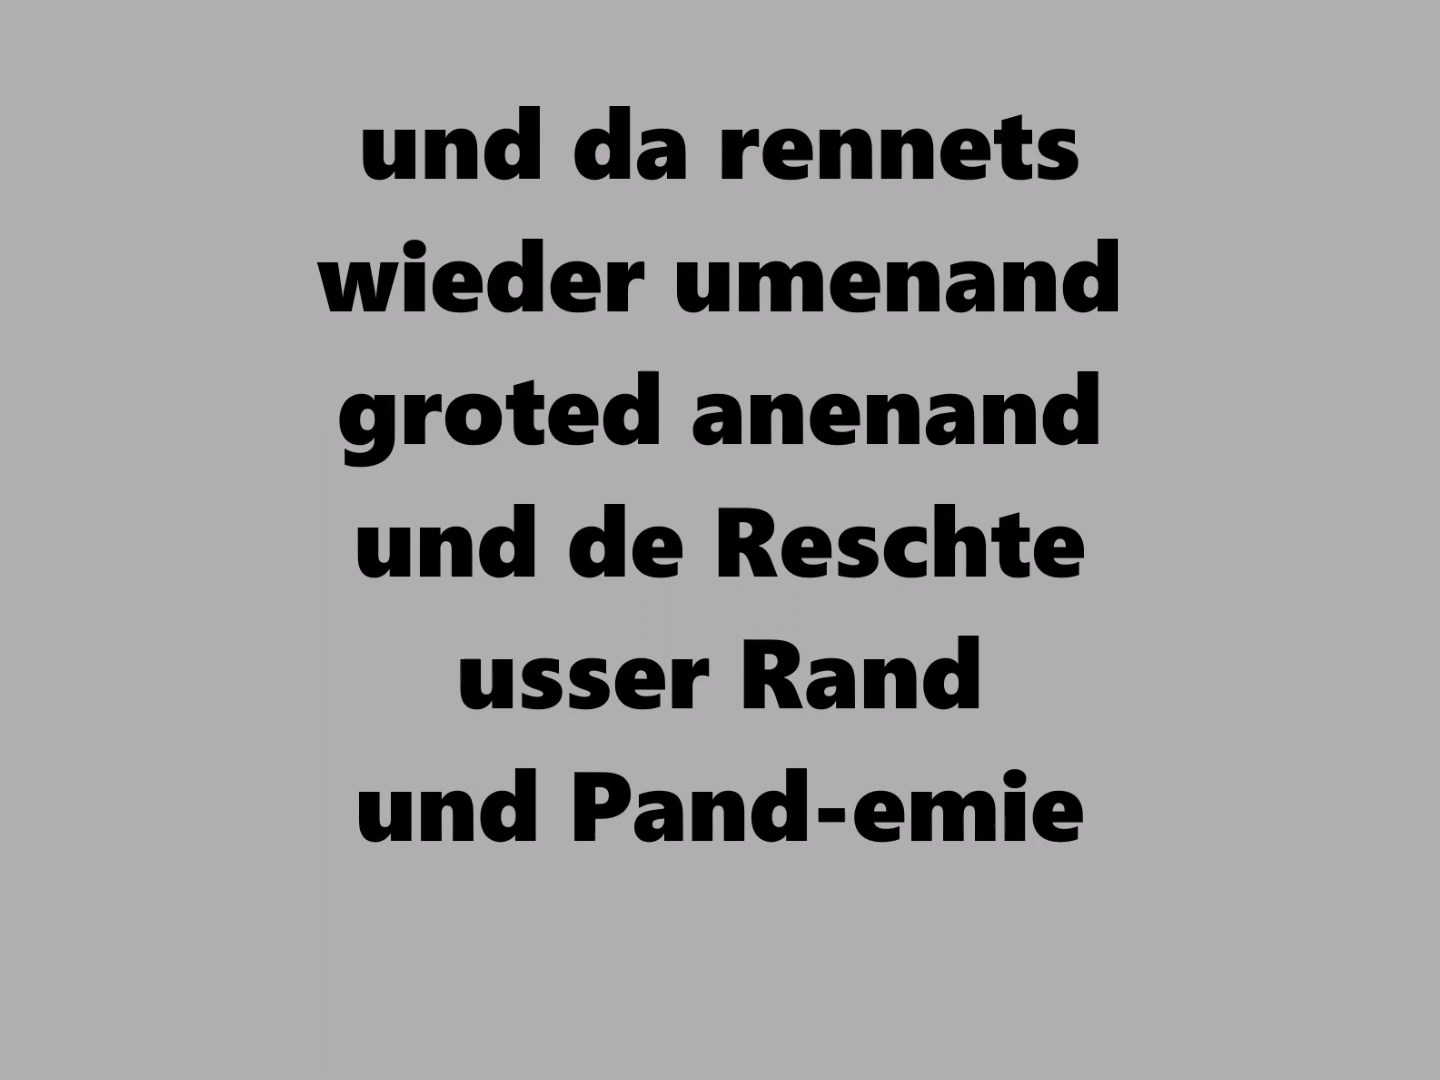 und da rennets
wieder umenand
groted anenand
und de Reschte
usser Rand
und Pand-emie